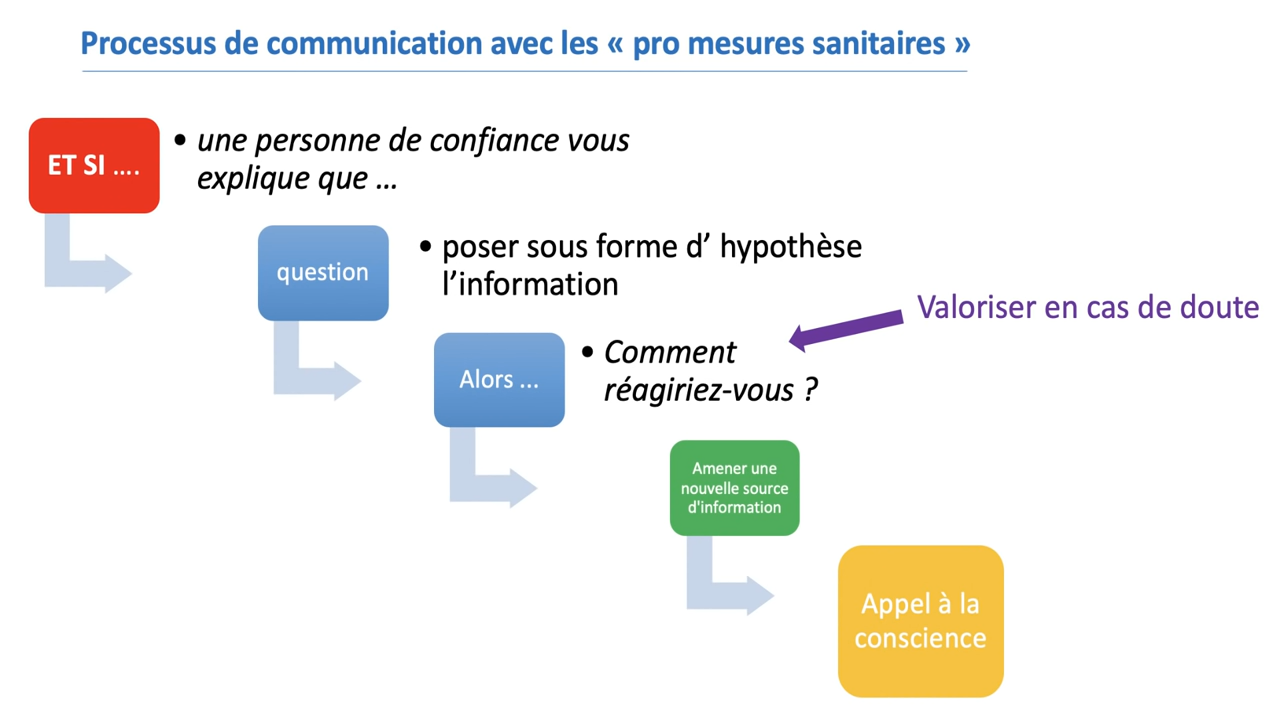 Processus de communication avec les « pro mesures sanitaires »
ET SI ….
• une personne de confiance vous
explique que …
question
• poser sous forme d’ hypothèse
l’information
Valoriser en cas de doute
Alors ...
• Comment
réagiriez-vous ?
Amener une
nouvelle source
d'information
Appel à la
conscience